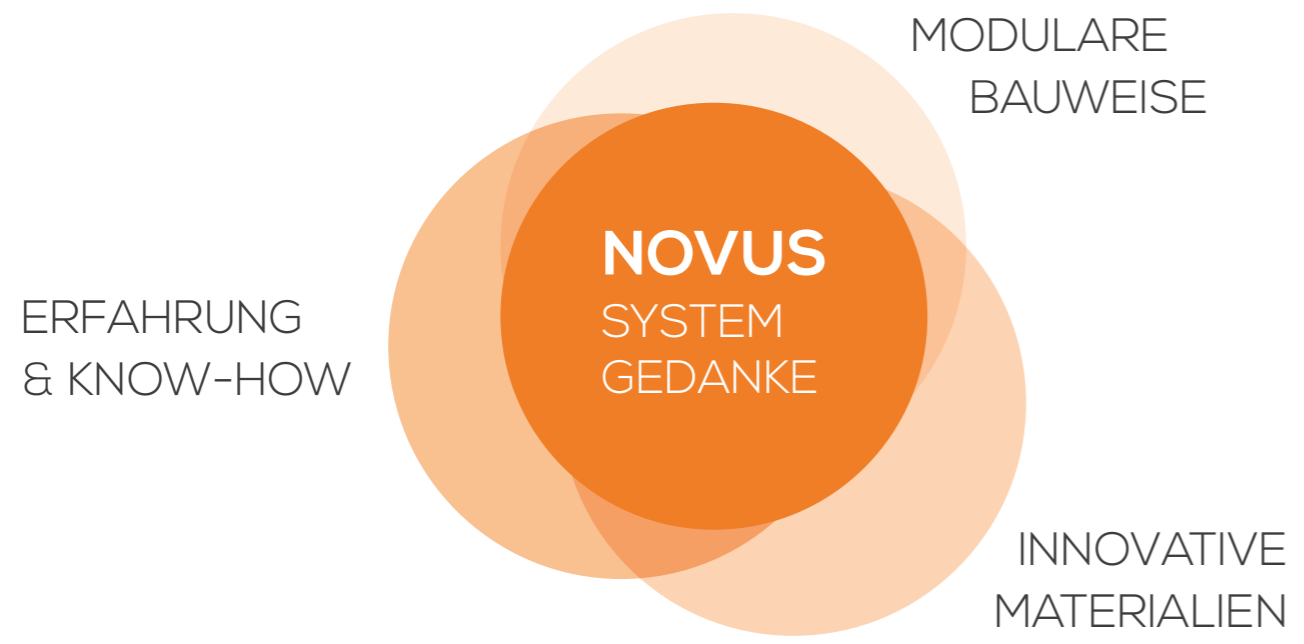 MODULARE
BAUWEISE
NOVUS
SYSTEM
GEDANKE
ERFAHRUNG
& KNOW-HOW
INNOVATIVE
MATERIALIEN